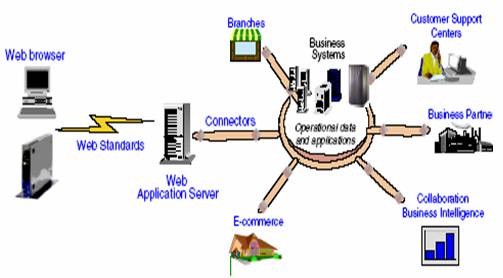 Branches
Customer Support
Centers
Business
Systems
Web browser
Connectors
Web Standards
Operational data
and applications
Business Partne
Web
Application Server
E-commerce
Collaboration
Business Intelligence